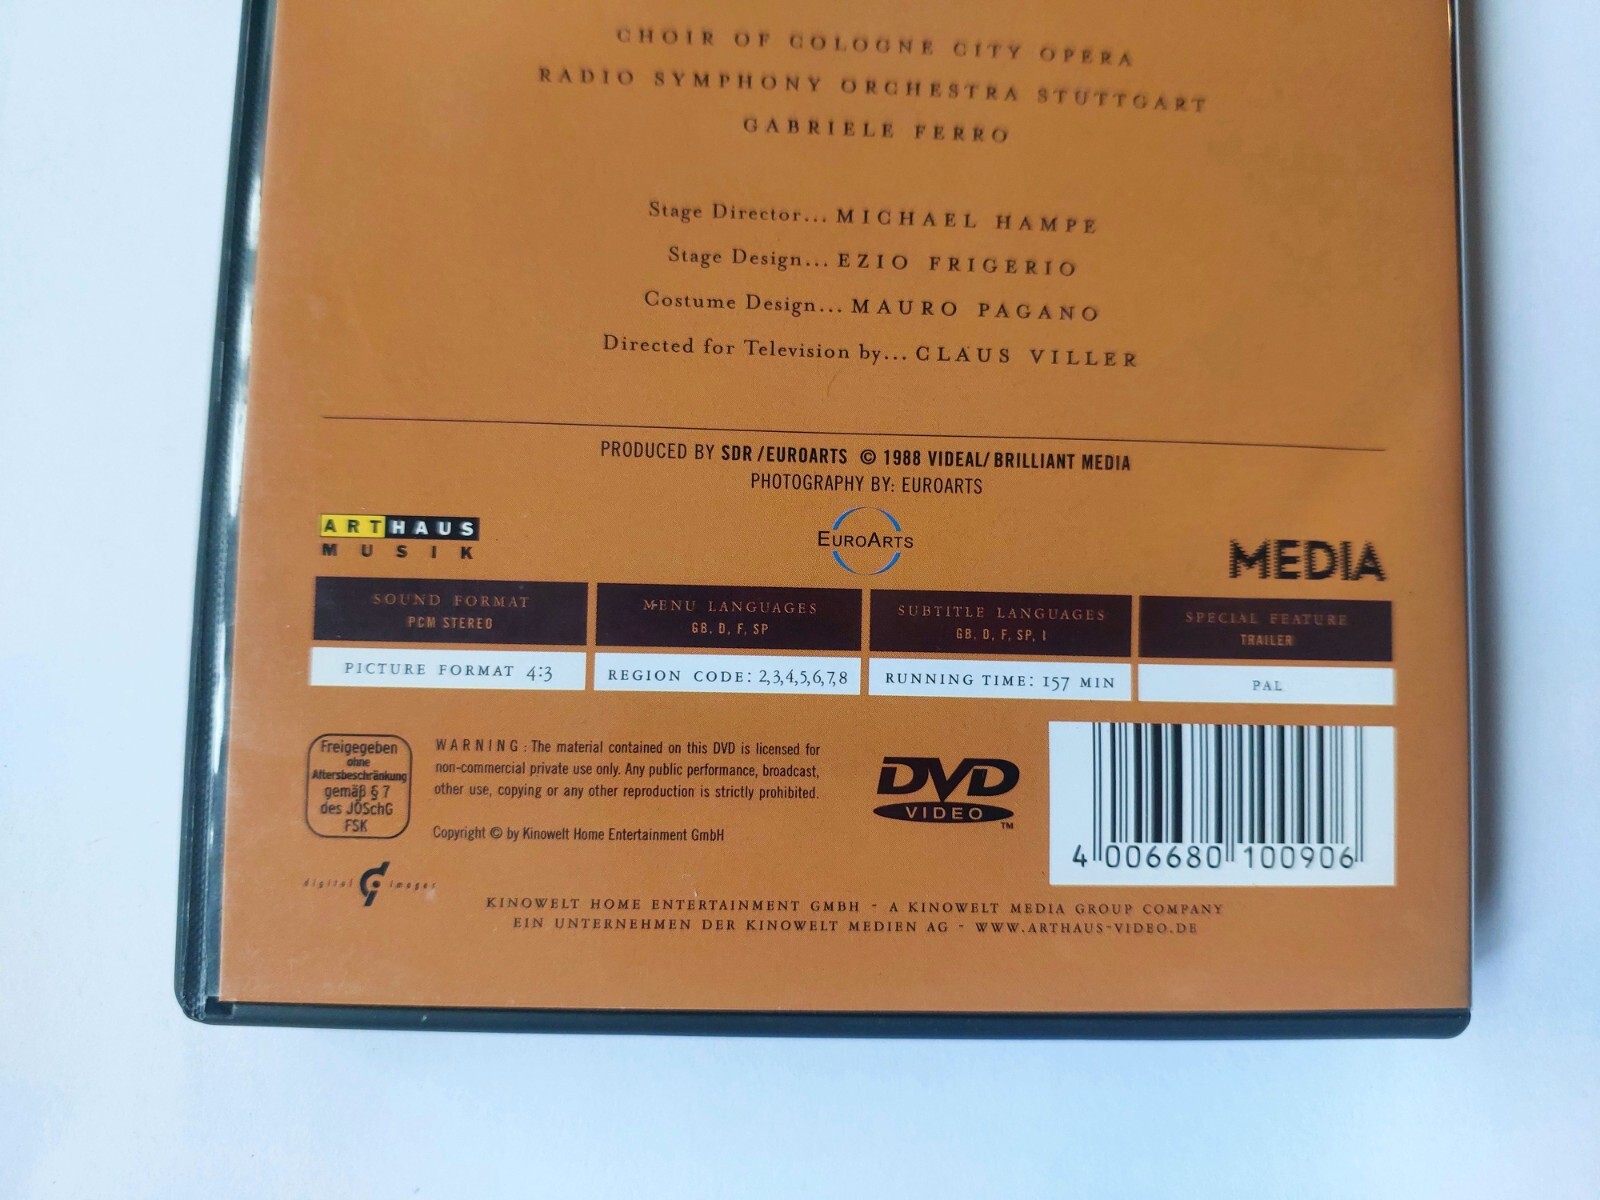 CHOIR OF COLOGNE CITY OPERA
RADIO SYMPHONY ORCHESTRA STUTTGART
GABRIELE FERRO
Stage Director... MICHAEL HAMPE
Stage Design... EZIO FRIGERIO
Costume Design... MAURO PAGANO
Directed for Television by... CLAUS VILLER
PRODUCED BY SDR /EUROARTS © 1988 VIDEAL/ BRILLIANT MEDIA
PHOTOGRAPHY BY: EUROARTS
ARTHAUS
MUSIK
EUROARTS
MEDIA
SOUND FORMAT
PCM STEREO
MENU LANGUAGES
GB, D, F, SP
SUBTITLE LANGUAGES
GB, D, F, SP, I
SPECIAL FEATURE
TRAILER
PICTURE FORMAT 4:3
REGION CODE: 2,3,4,5,6,7,8
RUNNING TIME: 157 MIN
PAL
Freigegeben
ohne
Altersbeschränkung
gemäß § 7
des JÖSchG
FSK
WARNING : The material contained on this DVD is licensed for
non-commercial private use only. Any public performance, broadcast,
other use, copying or any other reproduction is strictly prohibited.
Copyright © by Kinowelt Home Entertainment GmbH
DVD
VIDEO
TM
4 006680 100906
digital images
KINOWELT HOME ENTERTAINMENT GMBH - A KINOWELT MEDIA GROUP COMPANY
EIN UNTERNEHMEN DER KINOWELT MEDIEN AG - WWW.ARTHAUS-VIDEO.DE